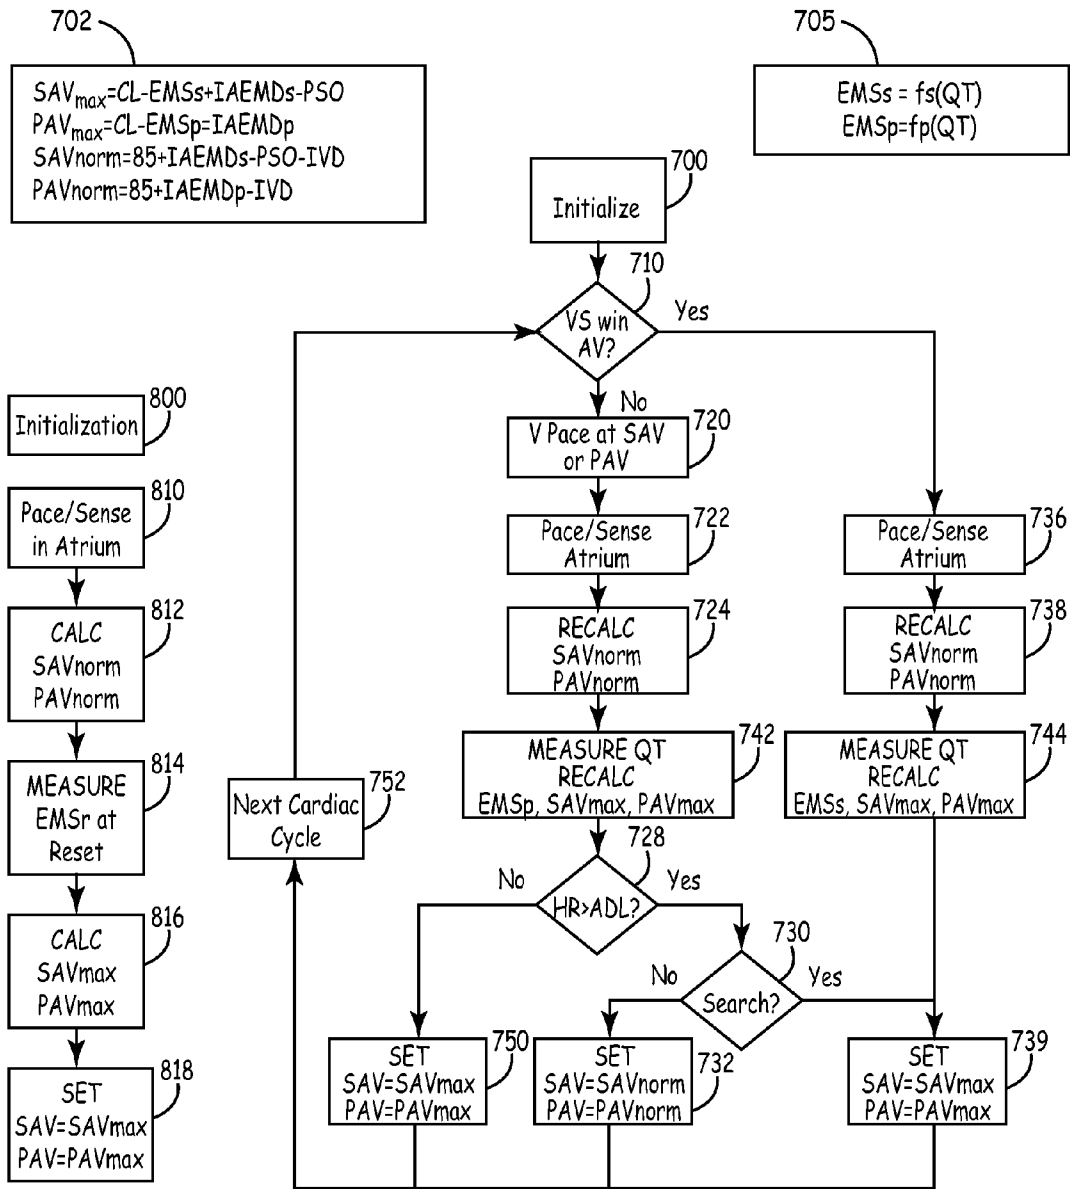 702
SAVmax=CL-EMSs+IAEMDs-PSO
PAVmax=CL-EMSp=IAEMDp
SAVnorm=85+IAEMDs-PSO-IVD
PAVnorm=85+IAEMDp-IVD
705
EMSs = fs(QT)
EMSp=fp(QT)
700
Initialize
710
VS win
AV?
Yes
No
720
V Pace at SAV
or PAV
722
Pace/Sense
Atrium
724
RECALC
SAVnorm
PAVnorm
742
MEASURE QT
RECALC
EMSp, SAVmax, PAVmax
728
HR>ADL?
No
Yes
730
Search?
No
Yes
736
Pace/Sense
Atrium
738
RECALC
SAVnorm
PAVnorm
744
MEASURE QT
RECALC
EMSs, SAVmax, PAVmax
750
SET
SAV=SAVmax
PAV=PAVmax
732
SET
SAV=SAVnorm
PAV=PAVnorm
739
SET
SAV=SAVmax
PAV=PAVmax
752
Next Cardiac
Cycle
800
Initialization
810
Pace/Sense
in Atrium
812
CALC
SAVnorm
PAVnorm
814
MEASURE
EMSr at
Reset
816
CALC
SAVmax
PAVmax
818
SET
SAV=SAVmax
PAV=PAVmax